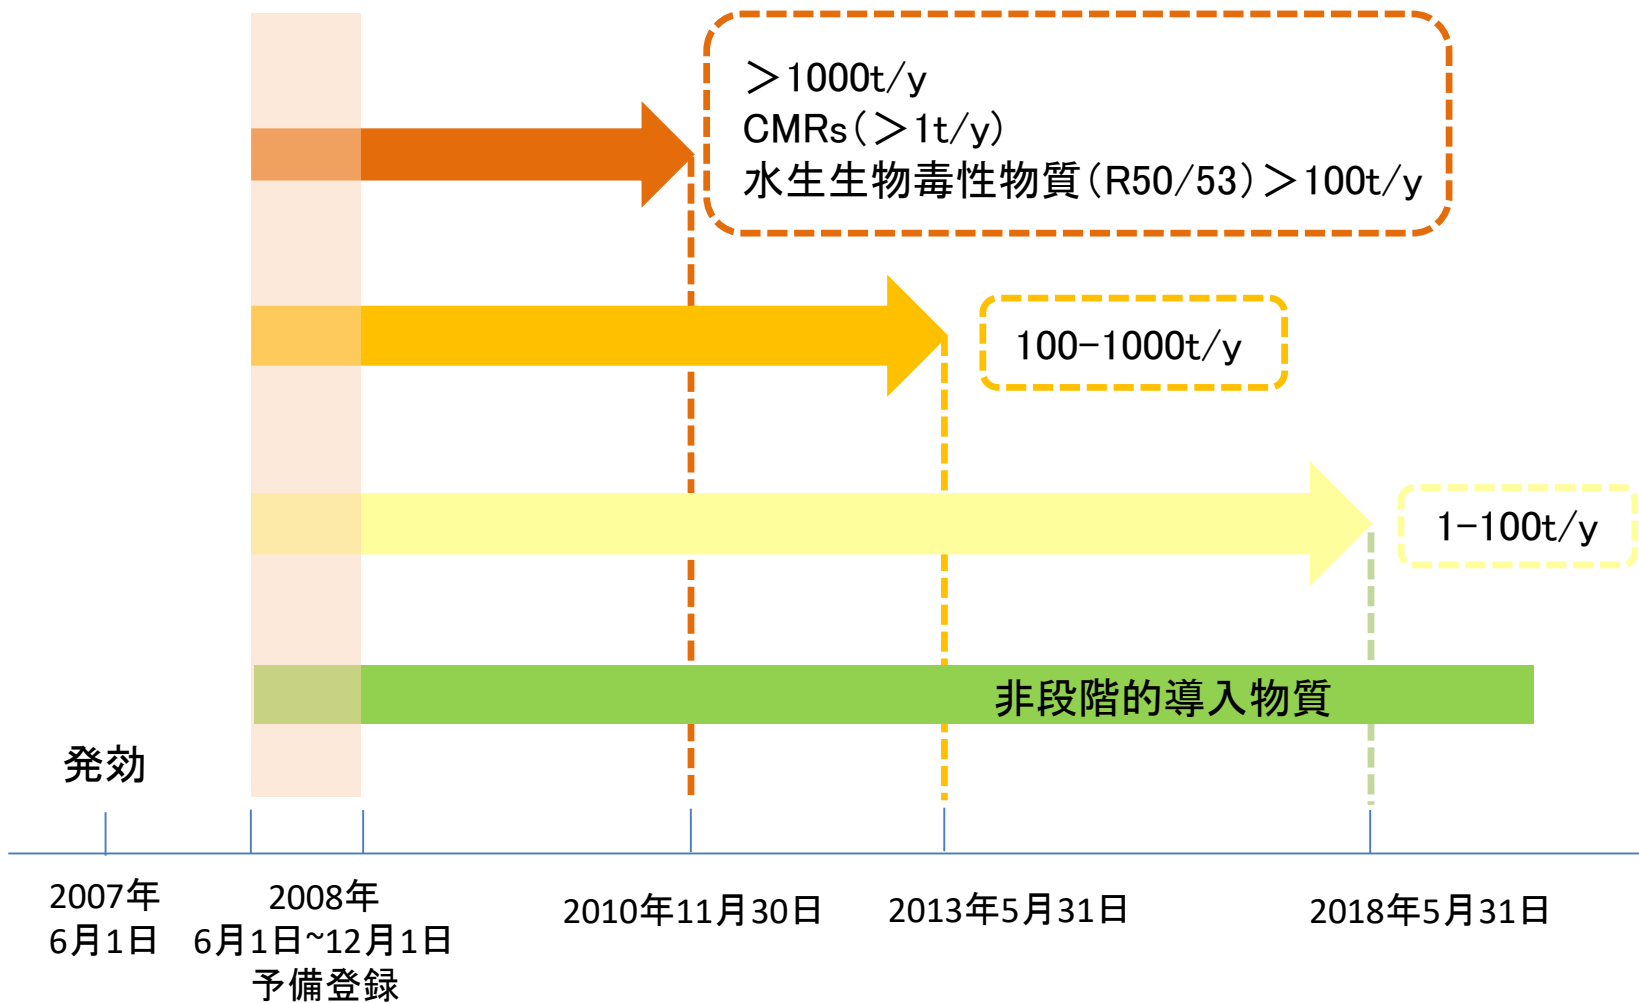 ＞1000t/y
CMRs（＞1t/y）
水生生物毒性物質（R50/53）＞100t/y
100-1000t/y
1-100t/y
非段階的導入物質
発効
2007年
6月1日
2008年
6月1日~12月1日
予備登録
2010年11月30日
2013年5月31日
2018年5月31日